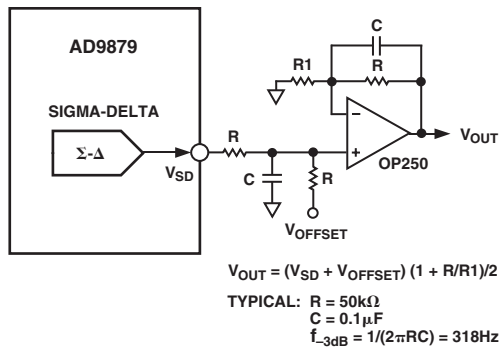 AD9879
SIGMA-DELTA
Σ-Δ
V_SD
R
C
R
V_OFFSET
R1
C
R
–
+
OP250
V_OUT
V_OUT = (V_SD + V_OFFSET) (1 + R/R1)/2
TYPICAL: R = 50kΩ
C = 0.1μF
f_–3dB = 1/(2πRC) = 318Hz